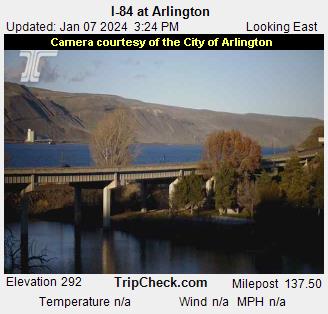 I-84 at Arlington
Updated: Jan 07 2024 3:24 PM Looking East
Camera courtesy of the City of Arlington
Elevation 292 TripCheck.com Milepost 137.50
Temperature n/a Wind n/a MPH n/a